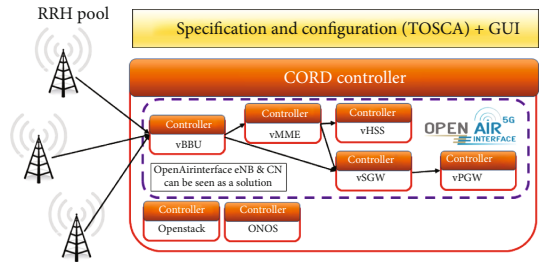 RRH pool
Specification and configuration (TOSCA) + GUI
CORD controller
Controller
vBBU
Controller
vMME
Controller
vHSS
OPEN AIR 5G
INTERFACE
Controller
vSGW
Controller
vPGW
OpenAirinterface eNB & CN
can be seen as a solution
Controller
Openstack
Controller
ONOS